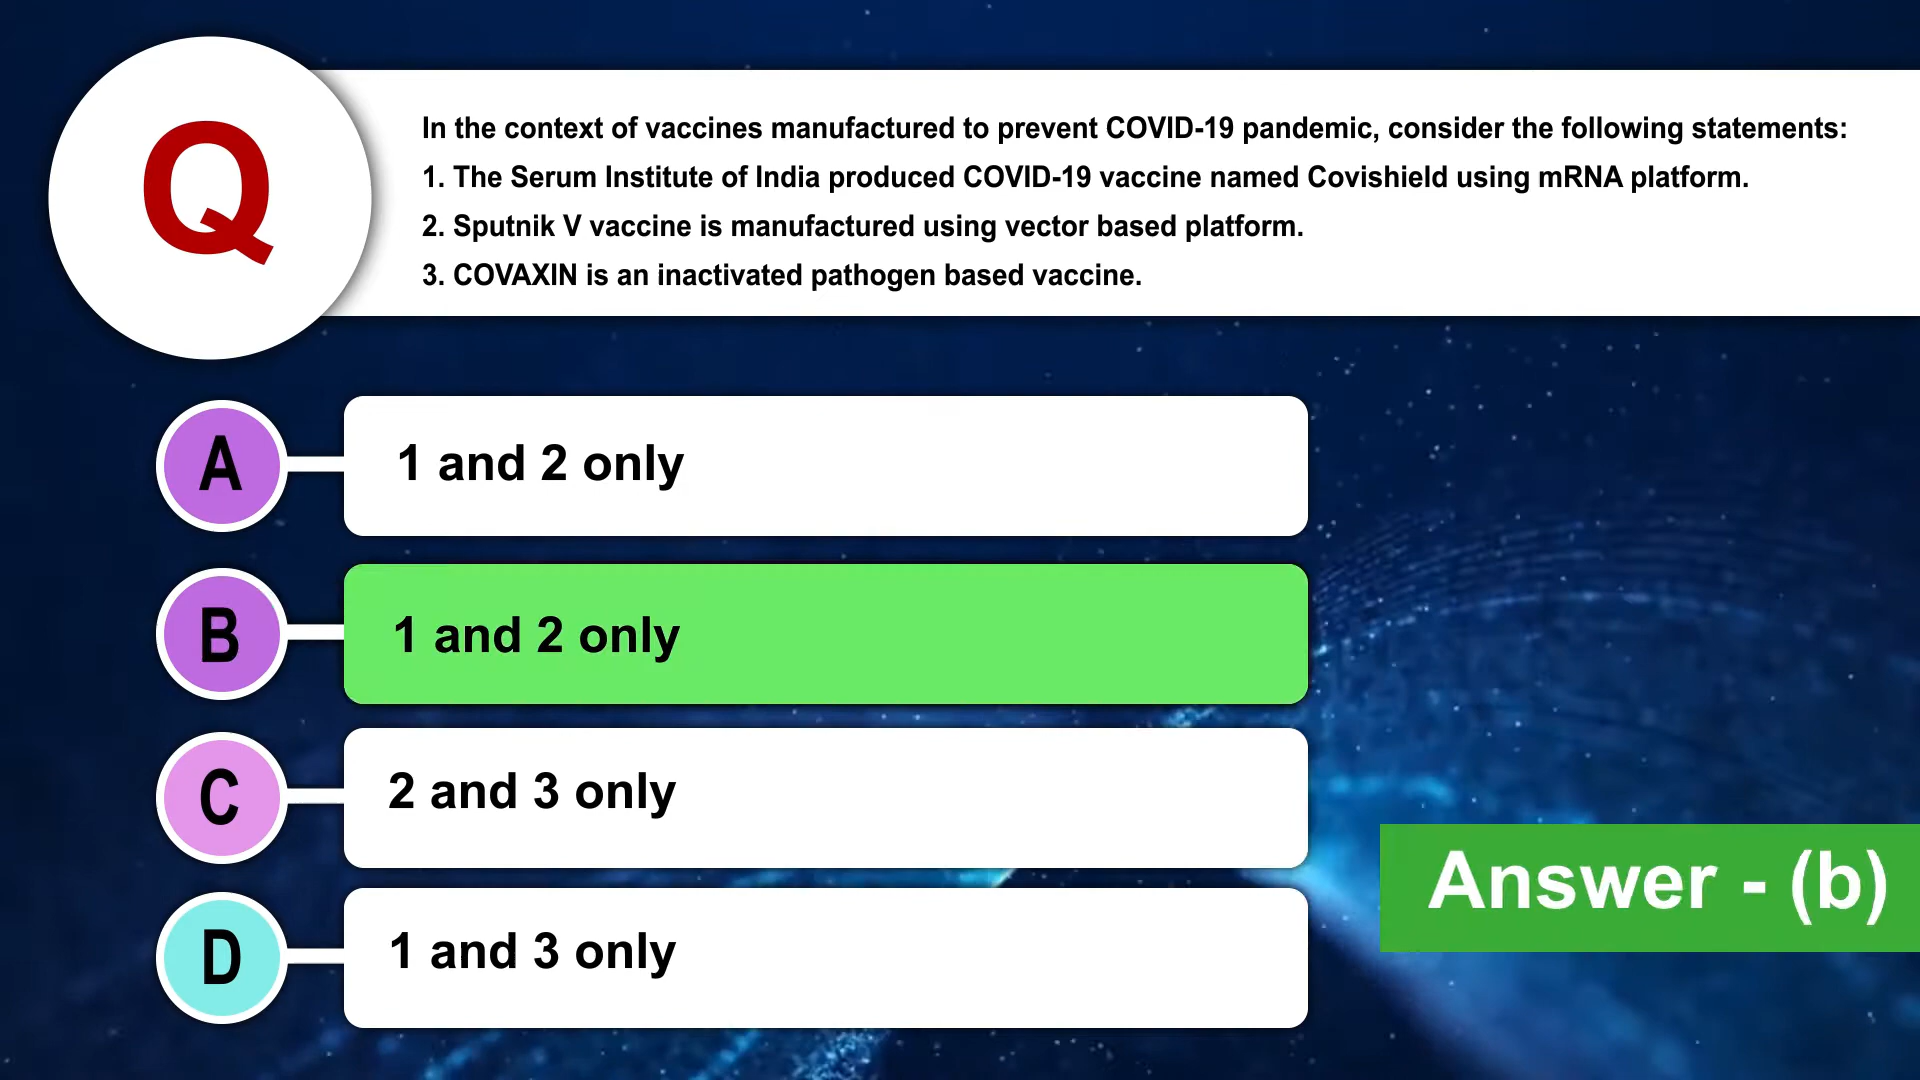 Q
In the context of vaccines manufactured to prevent COVID-19 pandemic, consider the following statements:
1. The Serum Institute of India produced COVID-19 vaccine named Covishield using mRNA platform.
2. Sputnik V vaccine is manufactured using vector based platform.
3. COVAXIN is an inactivated pathogen based vaccine.
A 1 and 2 only
B 1 and 2 only
C 2 and 3 only
D 1 and 3 only
Answer - (b)